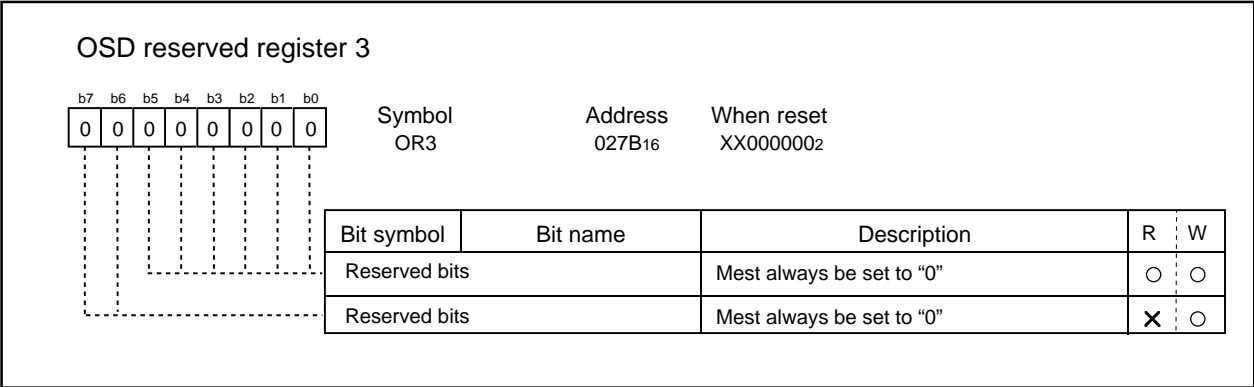 OSD reserved register 3
b7 b6 b5 b4 b3 b2 b1 b0
0 0 0 0 0 0 0 0
Symbol Address When reset
OR3 027B16 XX0000002
Bit symbol Bit name Description R W
Reserved bits Mest always be set to “0” ○ ○
Reserved bits Mest always be set to “0” ✕ ○